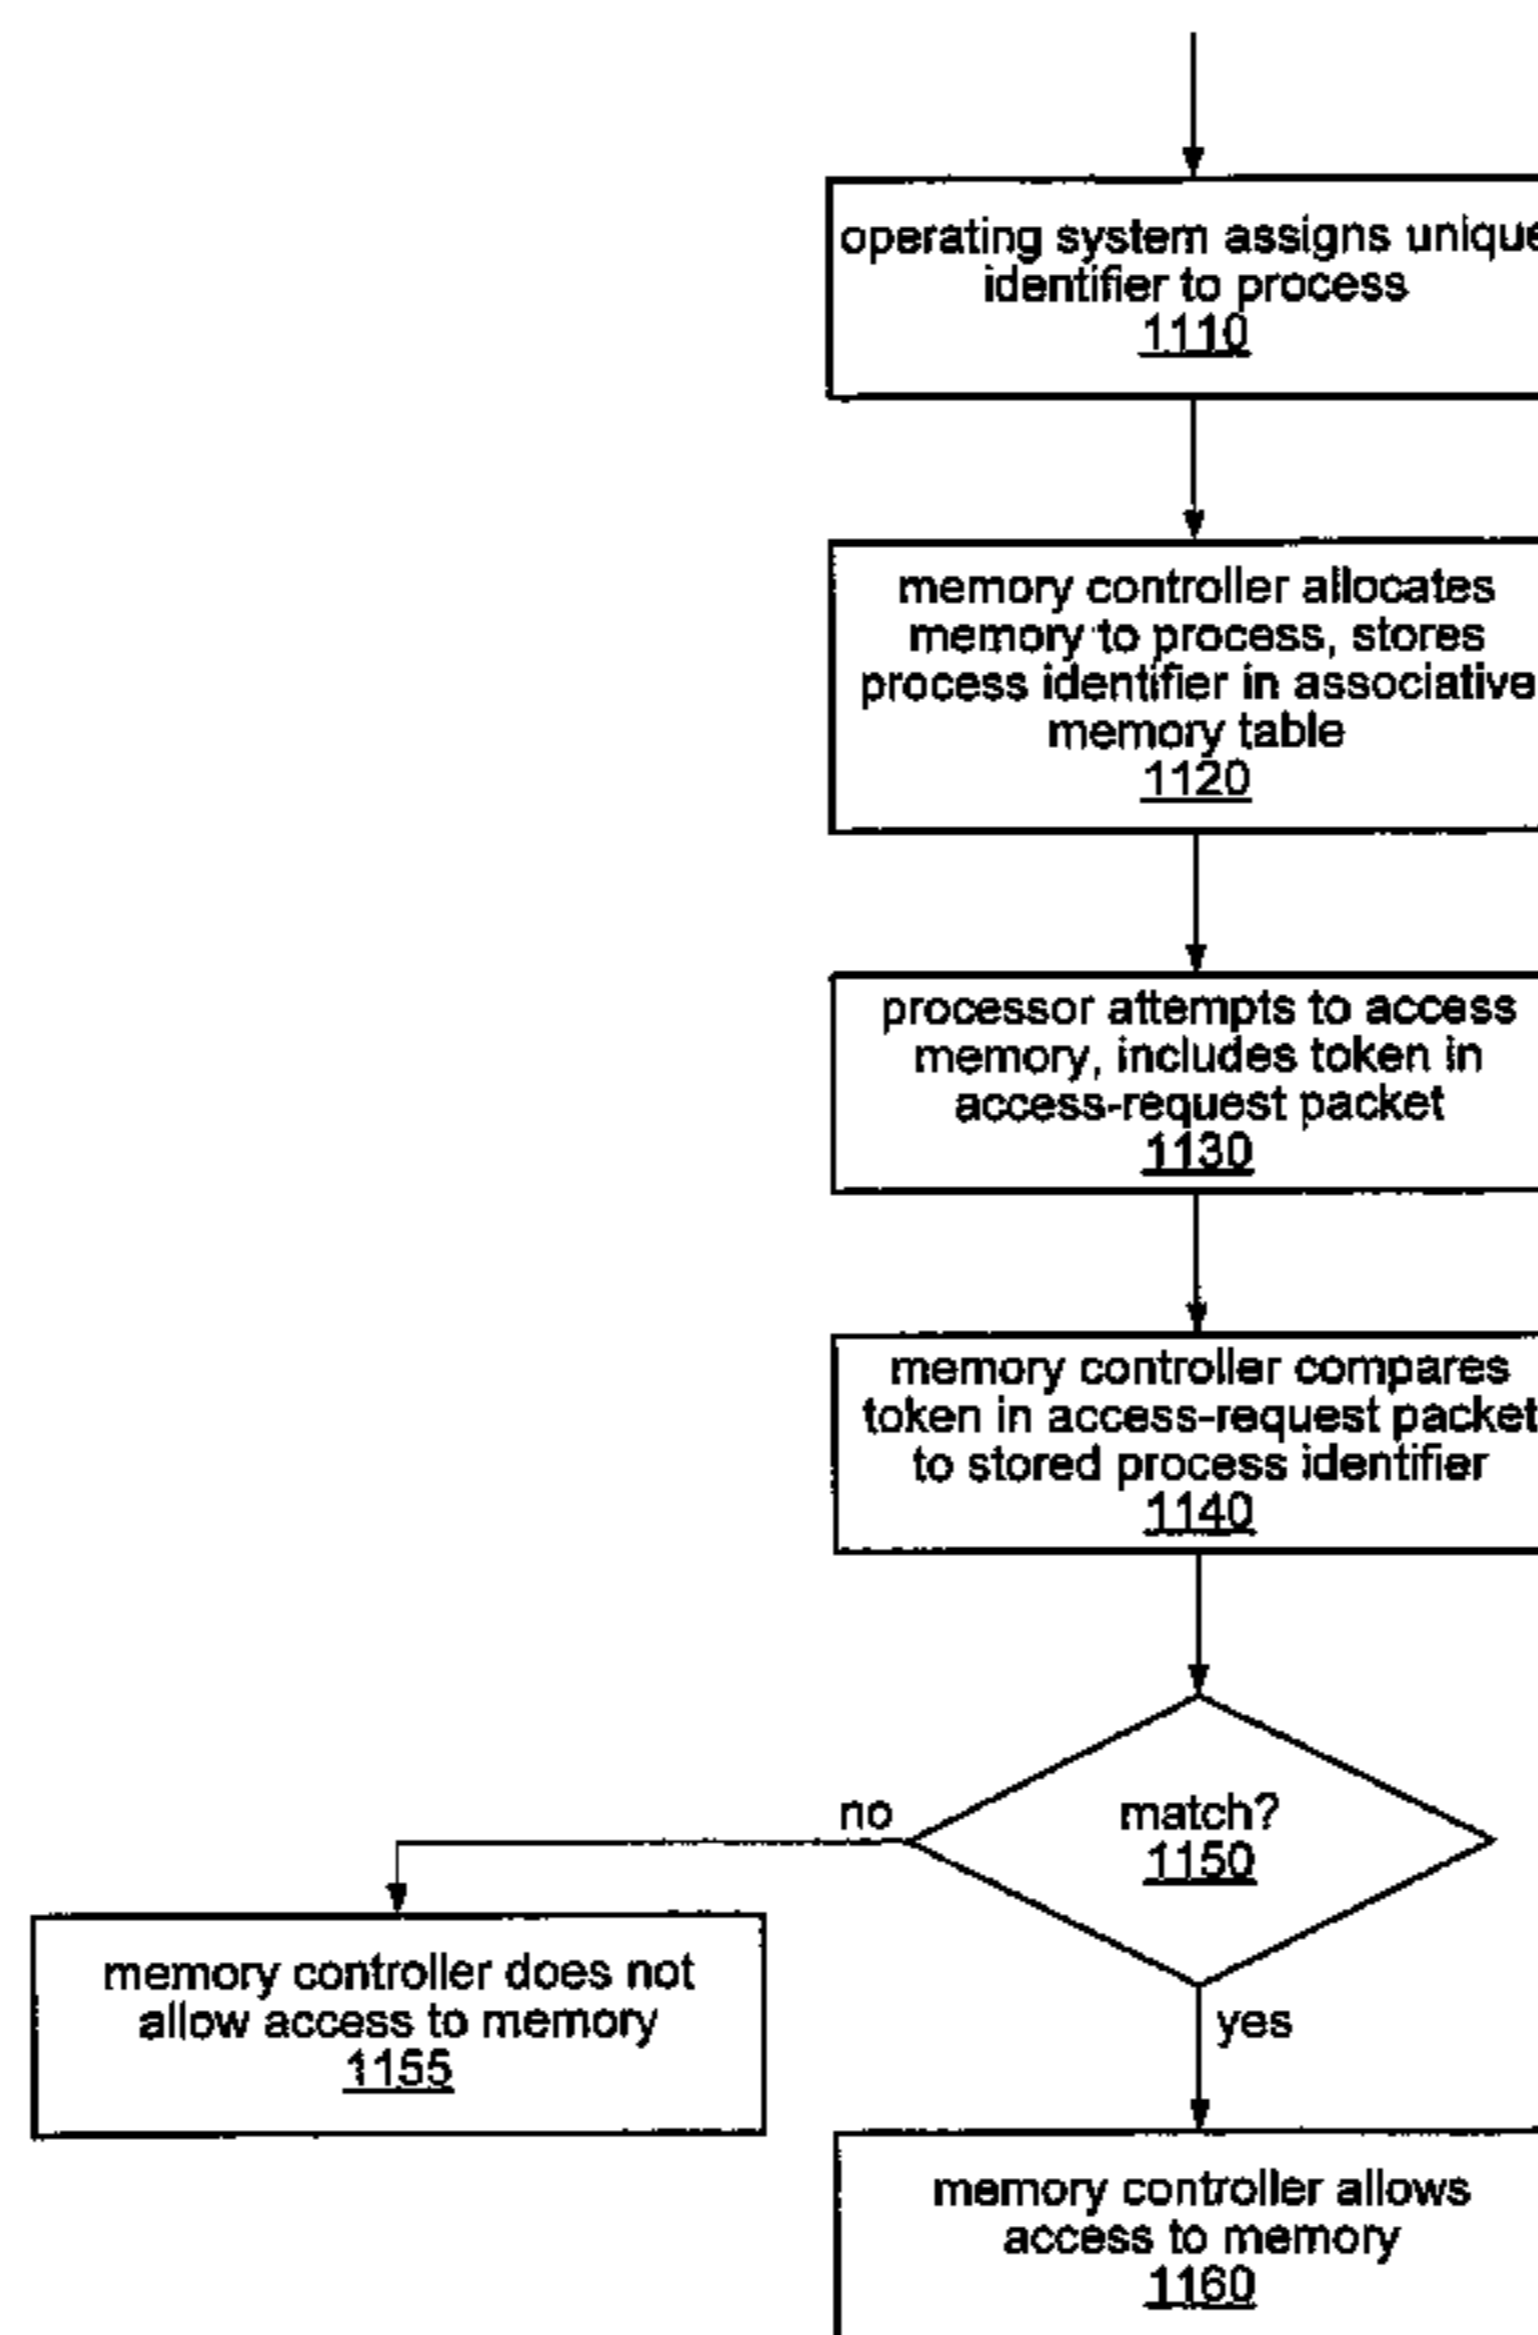 operating system assigns unique
identifier to process
1110
memory controller allocates
memory to process, stores
process identifier in associative
memory table
1120
processor attempts to access
memory, includes token in
access-request packet
1130
memory controller compares
token in access-request packet
to stored process identifier
1140
match?
1150
no
yes
memory controller does not
allow access to memory
1155
memory controller allows
access to memory
1160